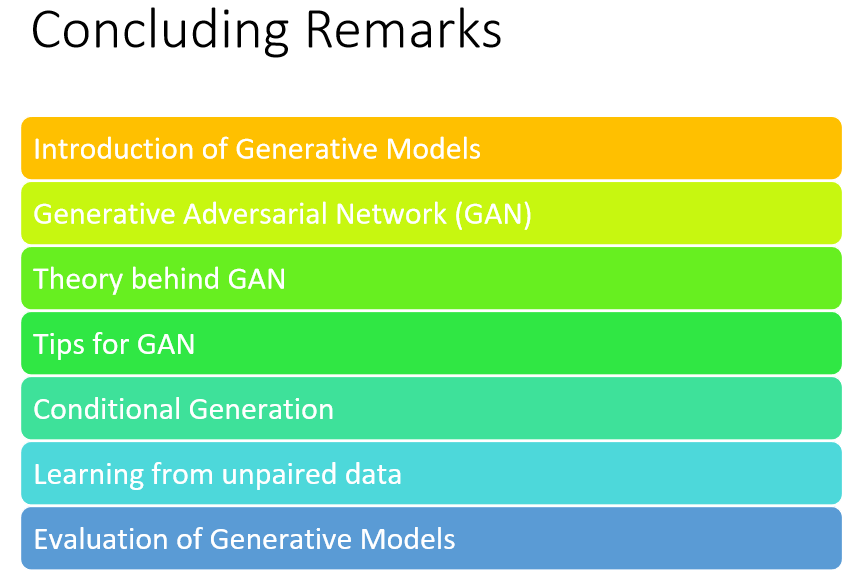 Concluding Remarks
Introduction of Generative Models
Generative Adversarial Network (GAN)
Theory behind GAN
Tips for GAN
Conditional Generation
Learning from unpaired data
Evaluation of Generative Models